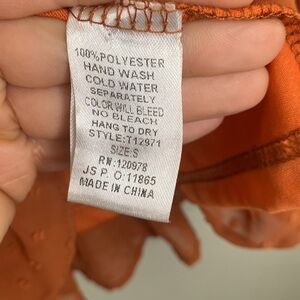 100%POLYESTER
HAND WASH
COLD WATER
SEPARATELY
COLOR WILL BLEED
NO BLEACH
HANG TO DRY
STYLE:T12971
SIZE:S
RN:120978
JS P.O:11865
MADE IN CHINA